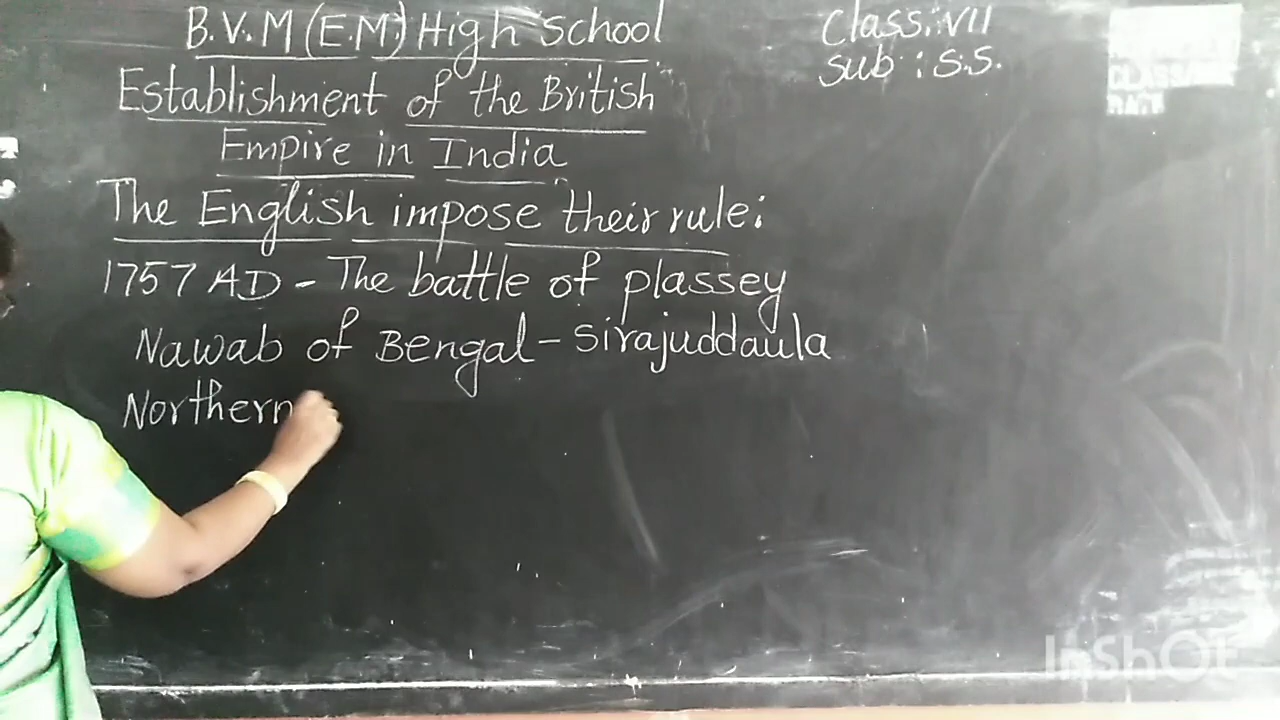 B.V.M (E.M.) High School
Class: VII
Sub : S.S.
Establishment of the British
Empire in India
The English impose their rule:
1757 AD - The battle of plassey
Nawab of Bengal - Sirajuddaula
Northern
InShOt